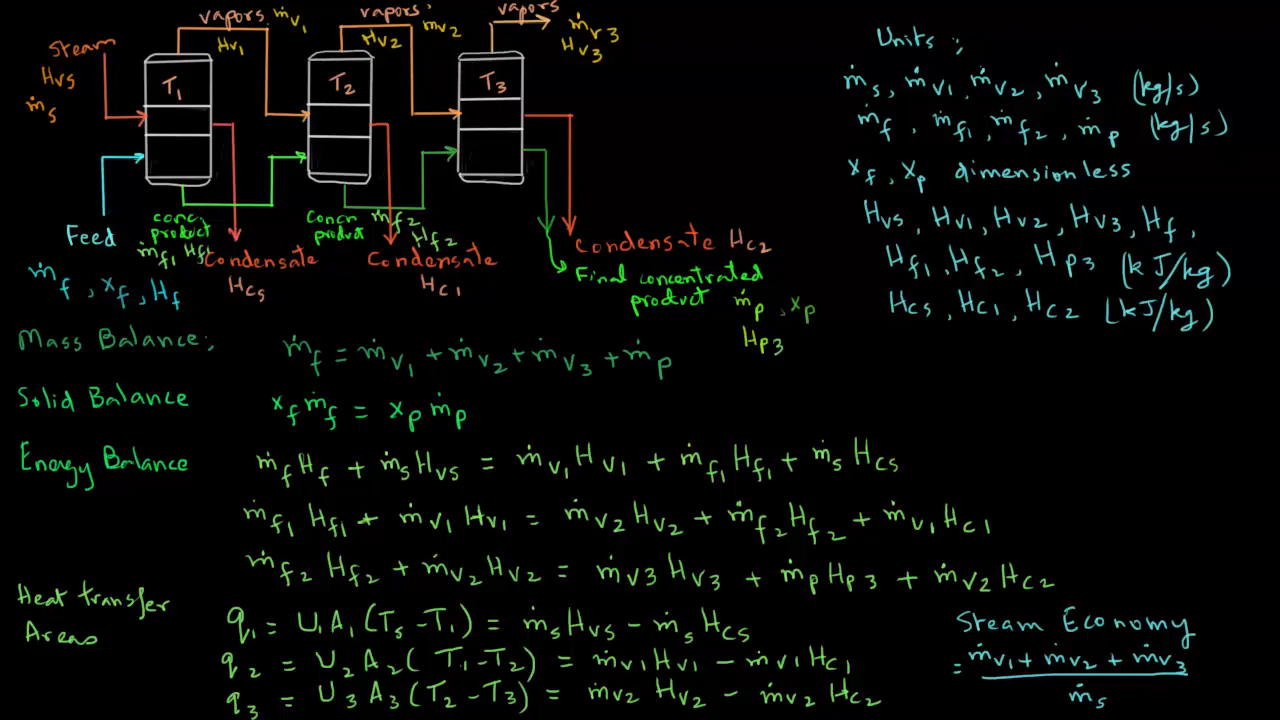 vapors ṁv1
Hv1
vapors ṁv2
Hv2
vapors ṁv3
Hv3
Steam
Hvs
ṁs
T1
T2
T3
Feed
ṁf, xf, Hf
conc. product
ṁf1 Hf1
Condensate
Hcs
Concn product
ṁf2 Hf2
Condensate
Hc1
Condensate Hc2
Final concentrated
product ṁp, xp
Hp3
Units:
ṁs, ṁv1, ṁv2, ṁv3 (kg/s)
ṁf, ṁf1, ṁf2, ṁp (kg/s)
xf, xp dimensionless
Hvs, Hv1, Hv2, Hv3, Hf,
Hf1, Hf2, Hp3 (kJ/kg)
Hcs, Hc1, Hc2 (kJ/kg)
Mass Balance: ṁf = ṁv1 + ṁv2 + ṁv3 + ṁp
Solid Balance xf ṁf = xp ṁp
Energy Balance ṁf Hf + ṁs Hvs = ṁv1 Hv1 + ṁf1 Hf1 + ṁs Hcs
ṁf1 Hf1 + ṁv1 Hv1 = ṁv2 Hv2 + ṁf2 Hf2 + ṁv1 Hc1
ṁf2 Hf2 + ṁv2 Hv2 = ṁv3 Hv3 + ṁp Hp3 + ṁv2 Hc2
Heat transfer
Areas
q1 = U1 A1 (Ts - T1) = ṁs Hvs - ṁs Hcs
q2 = U2 A2 (T1 - T2) = ṁv1 Hv1 - ṁv1 Hc1
q3 = U3 A3 (T2 - T3) = ṁv2 Hv2 - ṁv2 Hc2
Steam Economy
= ṁv1 + ṁv2 + ṁv3
ṁs